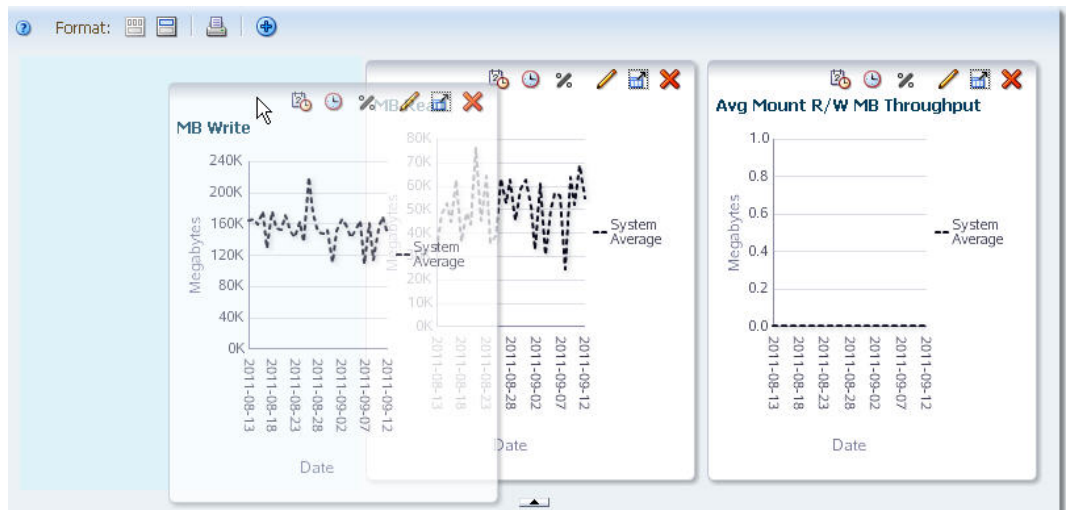 Format:
MB Write
240K
200K
160K
120K
80K
40K
0K
Megabytes
2011-08-13
2011-08-18
2011-08-23
2011-08-28
2011-09-02
2011-09-07
2011-09-12
Date
System
Average
MB Read
80K
70K
60K
50K
40K
30K
20K
10K
0K
Megabytes
2011-08-13
2011-08-18
2011-08-23
2011-08-28
2011-09-02
2011-09-07
2011-09-12
Date
System
Average
Avg Mount R/W MB Throughput
1.0
0.8
0.6
0.4
0.2
0.0
Megabytes
2011-08-13
2011-08-18
2011-08-23
2011-08-28
2011-09-02
2011-09-07
2011-09-12
Date
System
Average